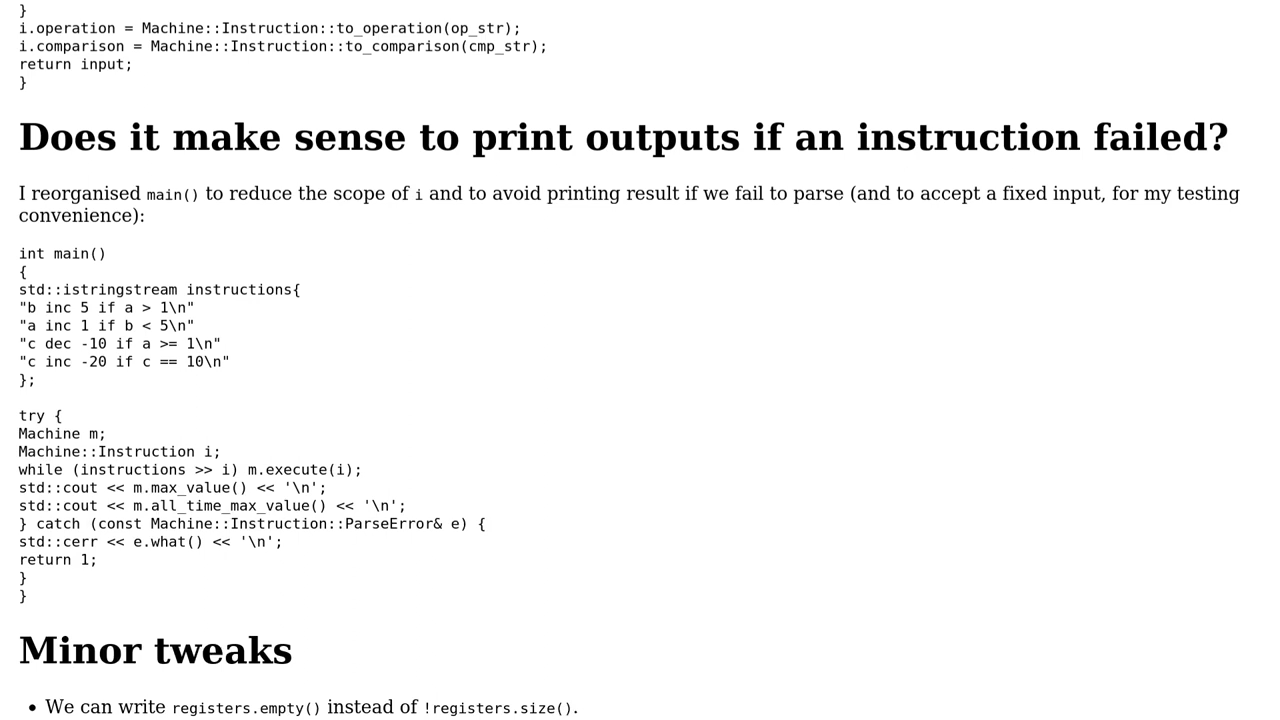 }
i.operation = Machine::Instruction::to_operation(op_str);
i.comparison = Machine::Instruction::to_comparison(cmp_str);
return input;
}
Does it make sense to print outputs if an instruction failed?
I reorganised main() to reduce the scope of i and to avoid printing result if we fail to parse (and to accept a fixed input, for my testing
convenience):
int main()
{
std::istringstream instructions{
"b inc 5 if a > 1\n"
"a inc 1 if b < 5\n"
"c dec -10 if a >= 1\n"
"c inc -20 if c == 10\n"
};
try {
Machine m;
Machine::Instruction i;
while (instructions >> i) m.execute(i);
std::cout << m.max_value() << '\n';
std::cout << m.all_time_max_value() << '\n';
} catch (const Machine::Instruction::ParseError& e) {
std::cerr << e.what() << '\n';
return 1;
}
}
Minor tweaks
• We can write registers.empty() instead of !registers.size().